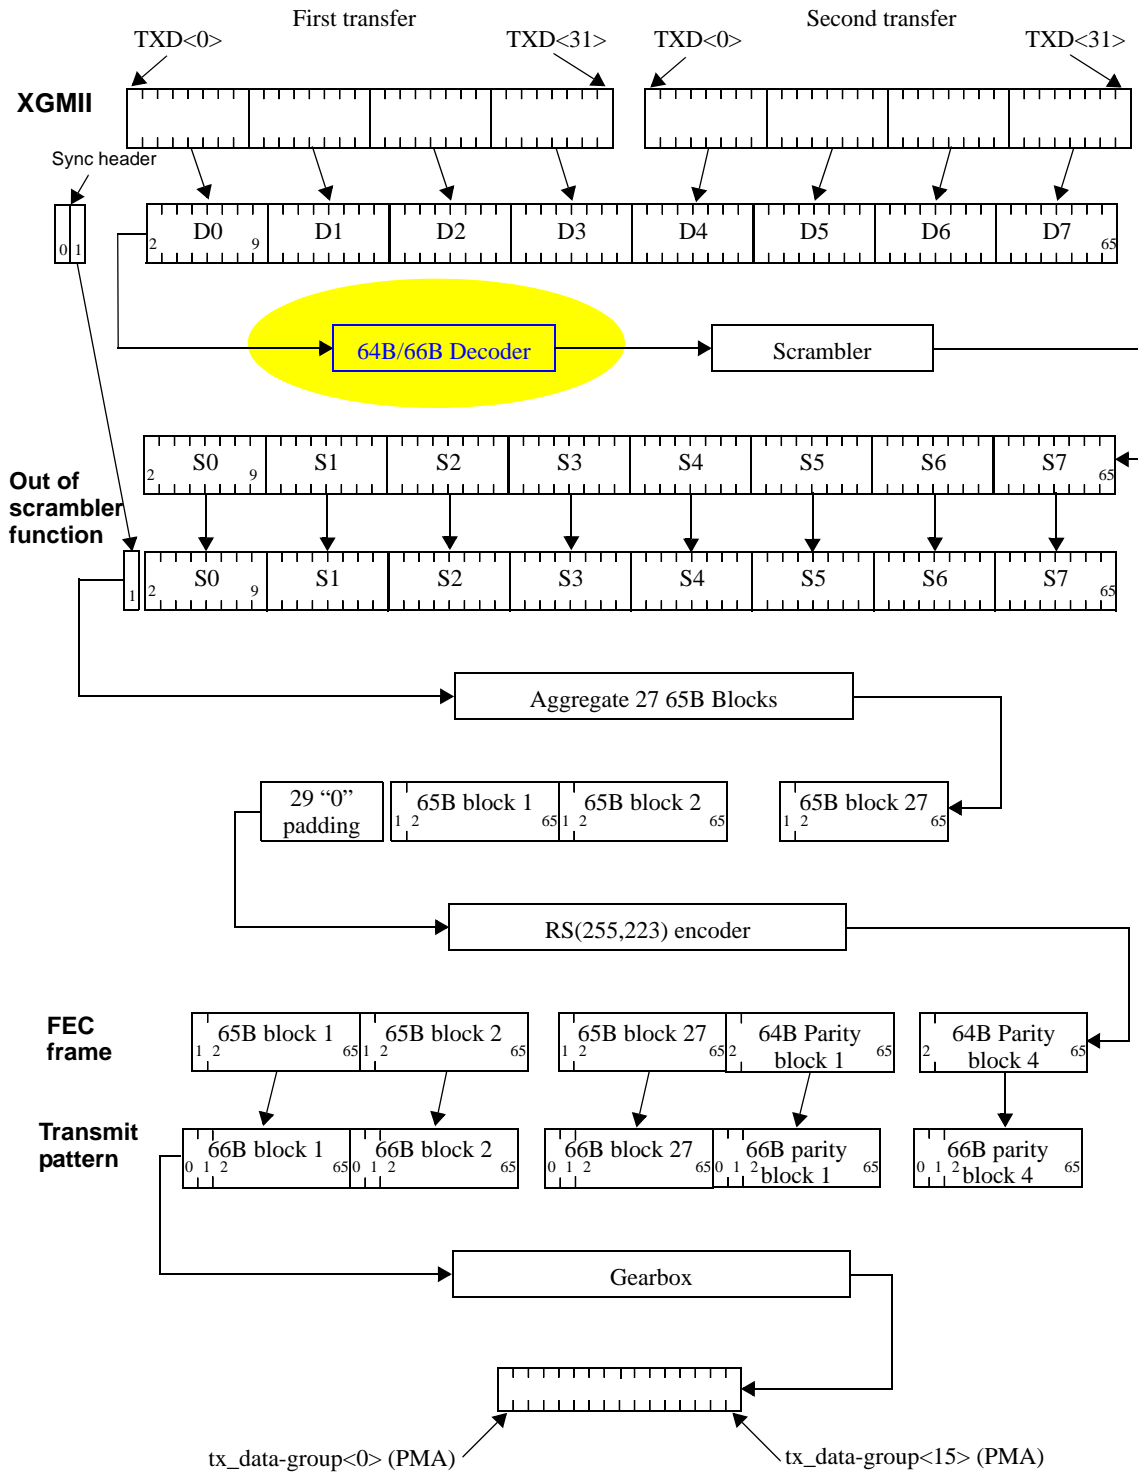 First transfer
Second transfer
TXD<0>
TXD<31>
TXD<0>
TXD<31>
XGMII
Sync header
0 1
2 D0 9 D1 D2 D3 D4 D5 D6 D7 65
64B/66B Decoder
Scrambler
2 S0 9 S1 S2 S3 S4 S5 S6 S7 65
Out of
scrambler
function
1 2 S0 9 S1 S2 S3 S4 S5 S6 S7 65
Aggregate 27 65B Blocks
29 “0”
padding
1 2 65B block 1 65
1 2 65B block 2 65
1 2 65B block 27 65
RS(255,223) encoder
FEC
frame
1 2 65B block 1 65
1 2 65B block 2 65
1 2 65B block 27 65
2 64B Parity 65
block 1
2 64B Parity 65
block 4
Transmit
pattern
0 1 2 66B block 1 65
0 1 2 66B block 2 65
0 1 2 66B block 27 65
0 1 2 66B parity 65
block 1
0 1 2 66B parity 65
block 4
Gearbox
tx_data-group<0> (PMA)
tx_data-group<15> (PMA)